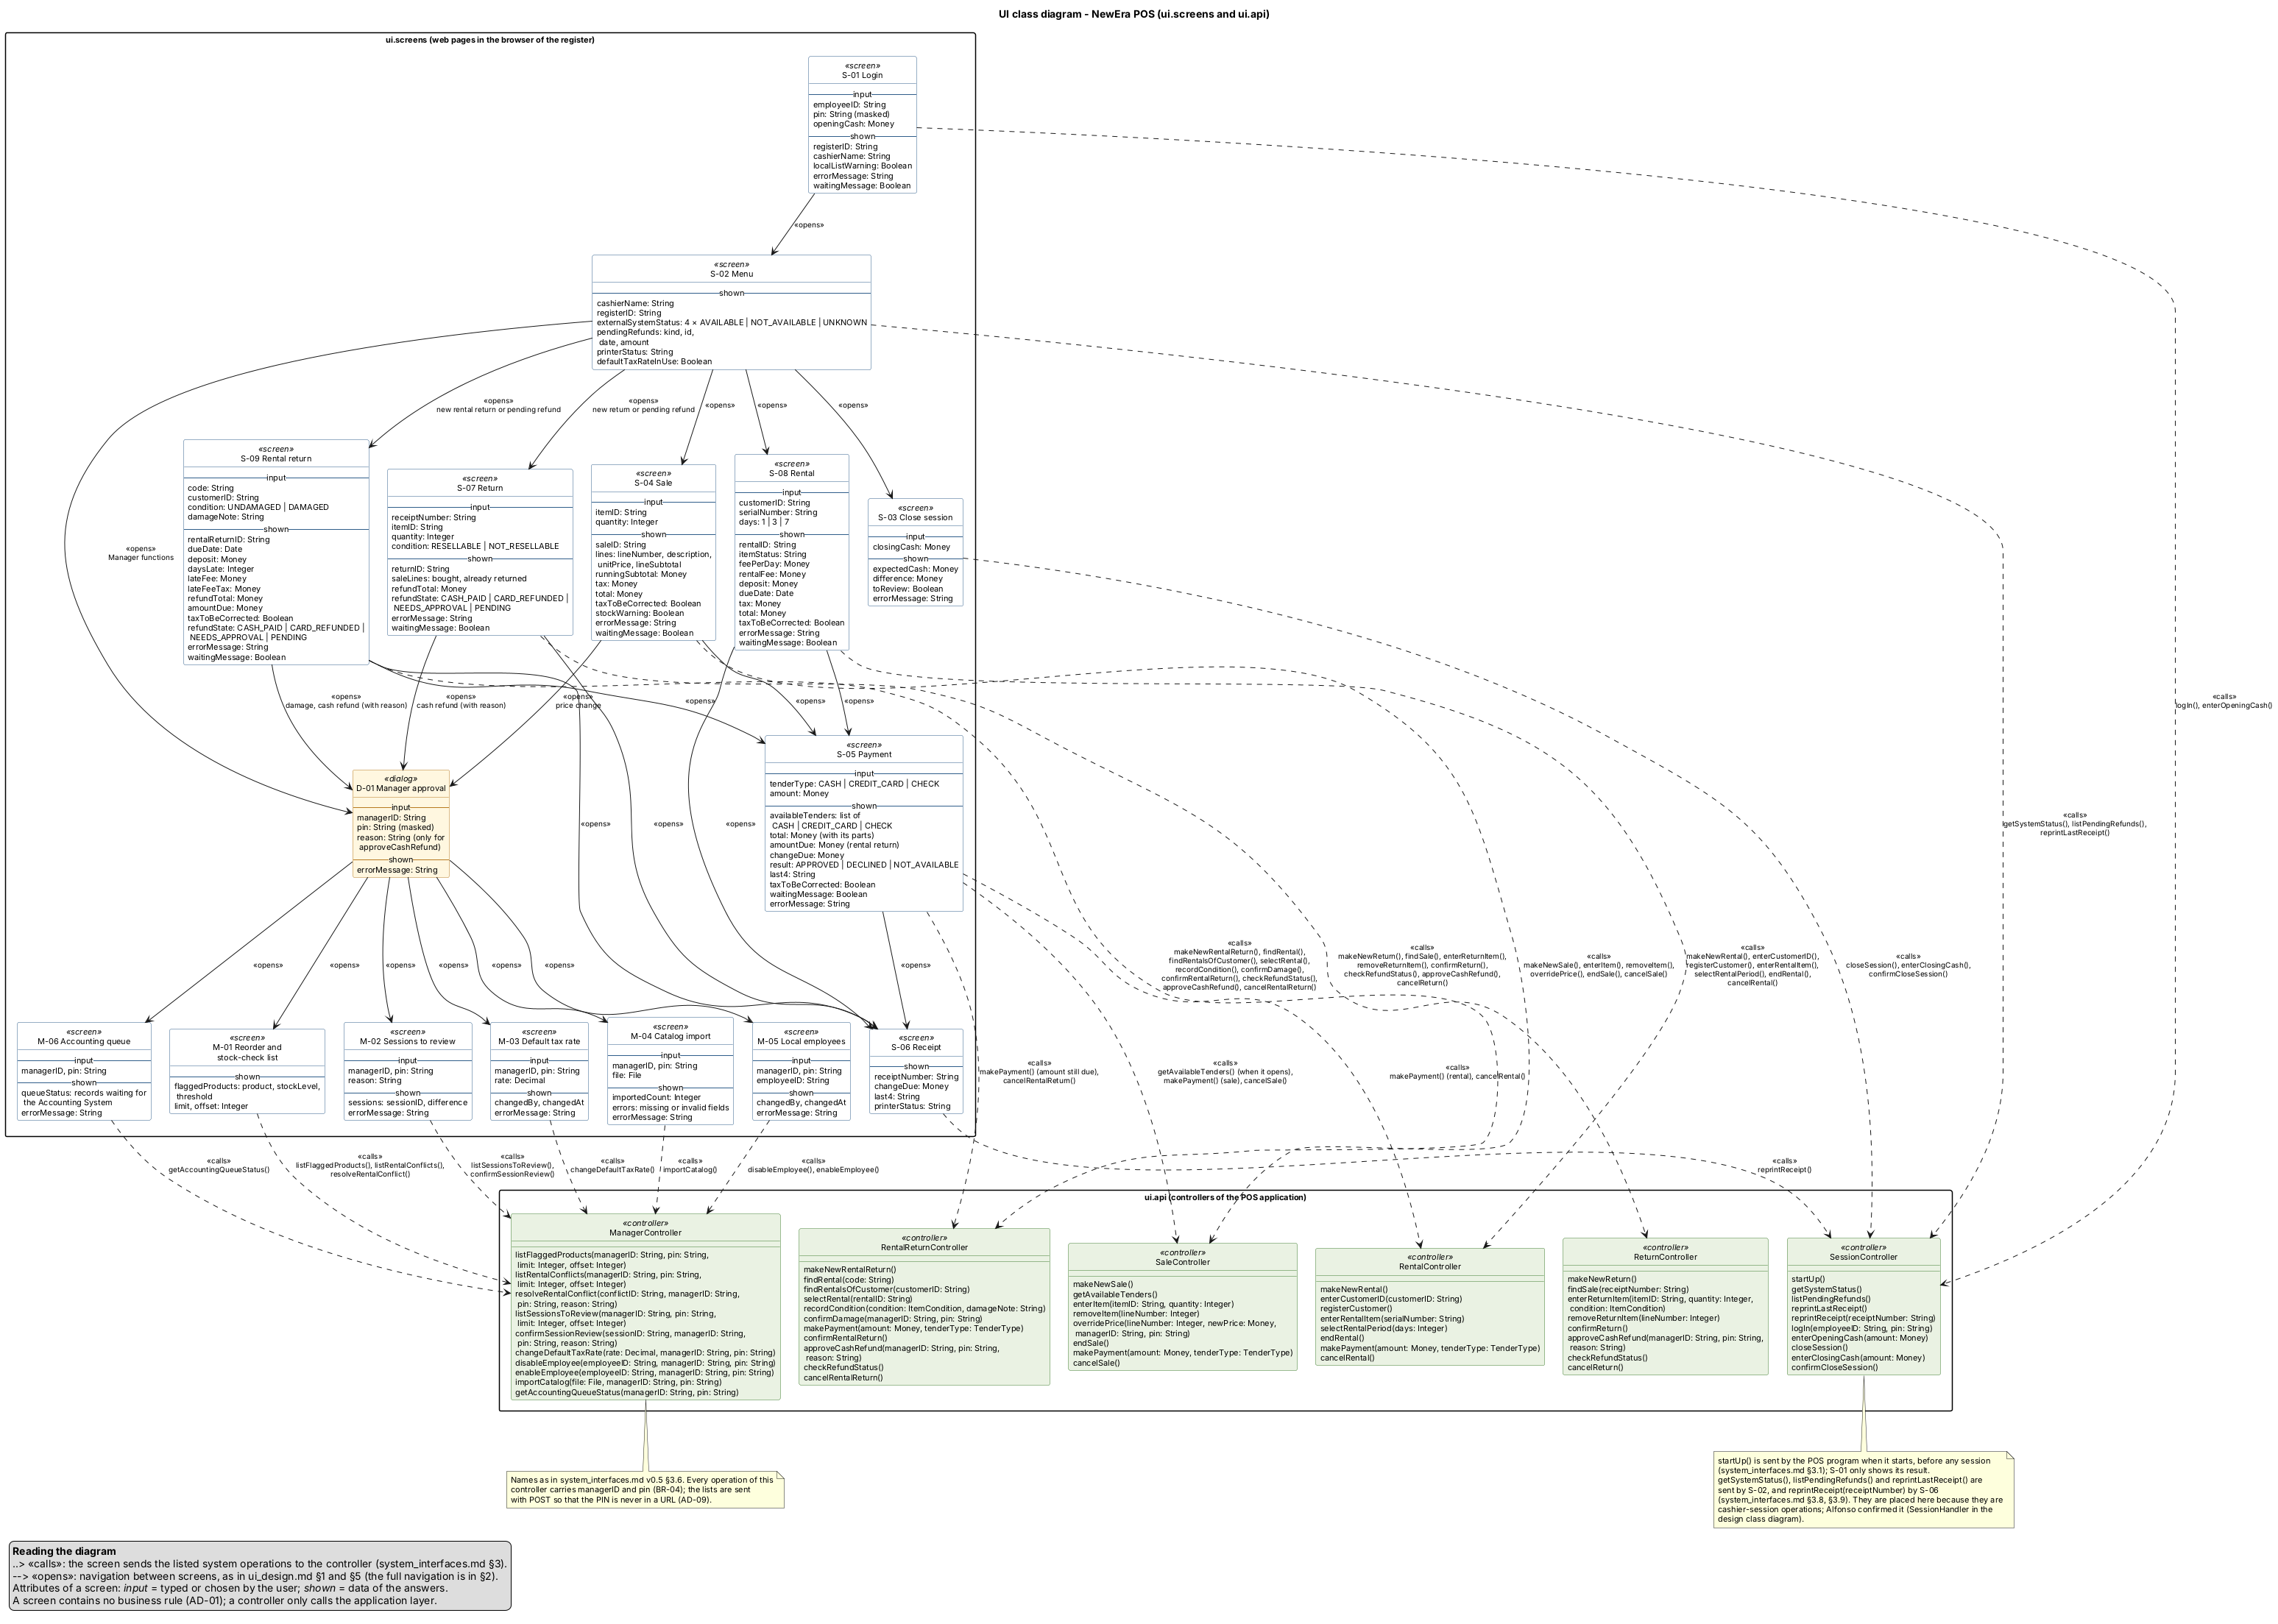 UI class diagram - NewEra POS (ui.screens and ui.api)
ui.screens (web pages in the browser of the register)
«screen»
S-01 Login
input
employeeID: String
pin: String (masked)
openingCash: Money
shown
registerID: String
cashierName: String
localListWarning: Boolean
errorMessage: String
waitingMessage: Boolean
«opens»
«screen»
S-02 Menu
shown
cashierName: String
registerID: String
externalSystemStatus: 4 × AVAILABLE | NOT_AVAILABLE | UNKNOWN
pendingRefunds: kind, id,
date, amount
printerStatus: String
defaultTaxRateInUse: Boolean
«opens»
new rental return or pending refund
«opens»
new return or pending refund
«opens»
«opens»
«opens»
«opens»
Manager functions
«screen»
S-09 Rental return
input
code: String
customerID: String
condition: UNDAMAGED | DAMAGED
damageNote: String
shown
rentalReturnID: String
dueDate: Date
deposit: Money
daysLate: Integer
lateFee: Money
lateFeeTax: Money
refundTotal: Money
amountDue: Money
taxToBeCorrected: Boolean
refundState: CASH_PAID | CARD_REFUNDED |
NEEDS_APPROVAL | PENDING
errorMessage: String
waitingMessage: Boolean
«screen»
S-07 Return
input
receiptNumber: String
itemID: String
quantity: Integer
condition: RESELLABLE | NOT_RESELLABLE
shown
returnID: String
saleLines: bought, already returned
refundTotal: Money
refundState: CASH_PAID | CARD_REFUNDED |
NEEDS_APPROVAL | PENDING
errorMessage: String
waitingMessage: Boolean
«screen»
S-04 Sale
input
itemID: String
quantity: Integer
shown
saleID: String
lines: lineNumber, description,
unitPrice, lineSubtotal
runningSubtotal: Money
tax: Money
total: Money
taxToBeCorrected: Boolean
stockWarning: Boolean
errorMessage: String
waitingMessage: Boolean
«screen»
S-08 Rental
input
customerID: String
serialNumber: String
days: 1 | 3 | 7
shown
rentalID: String
itemStatus: String
feePerDay: Money
rentalFee: Money
deposit: Money
dueDate: Date
tax: Money
total: Money
taxToBeCorrected: Boolean
errorMessage: String
waitingMessage: Boolean
«screen»
S-03 Close session
input
closingCash: Money
shown
expectedCash: Money
difference: Money
toReview: Boolean
errorMessage: String
«opens»
damage, cash refund (with reason)
«opens»
cash refund (with reason)
«opens»
price change
«opens»
«opens»
«opens»
«calls»
logIn(), enterOpeningCash()
«dialog»
D-01 Manager approval
input
managerID: String
pin: String (masked)
reason: String (only for
approveCashRefund)
shown
errorMessage: String
«opens»
«opens»
«opens»
«screen»
S-05 Payment
input
tenderType: CASH | CREDIT_CARD | CHECK
amount: Money
shown
availableTenders: list of
CASH | CREDIT_CARD | CHECK
total: Money (with its parts)
amountDue: Money (rental return)
changeDue: Money
result: APPROVED | DECLINED | NOT_AVAILABLE
last4: String
taxToBeCorrected: Boolean
waitingMessage: Boolean
errorMessage: String
«calls»
getSystemStatus(), listPendingRefunds(),
reprintLastReceipt()
«opens»
«opens»
«opens»
«opens»
«opens»
«opens»
«opens»
«calls»
makeNewRentalReturn(), findRental(),
findRentalsOfCustomer(), selectRental(),
recordCondition(), confirmDamage(),
confirmRentalReturn(), checkRefundStatus(),
approveCashRefund(), cancelRentalReturn()
«calls»
makeNewReturn(), findSale(), enterReturnItem(),
removeReturnItem(), confirmReturn(),
checkRefundStatus(), approveCashRefund(),
cancelReturn()
«calls»
makeNewSale(), enterItem(), removeItem(),
overridePrice(), endSale(), cancelSale()
«calls»
makeNewRental(), enterCustomerID(),
registerCustomer(), enterRentalItem(),
selectRentalPeriod(), endRental(),
cancelRental()
«calls»
closeSession(), enterClosingCash(),
confirmCloseSession()
«screen»
M-06 Accounting queue
input
managerID, pin: String
shown
queueStatus: records waiting for
the Accounting System
errorMessage: String
«screen»
M-01 Reorder and
stock-check list
shown
flaggedProducts: product, stockLevel,
threshold
limit, offset: Integer
«screen»
M-02 Sessions to review
input
managerID, pin: String
reason: String
shown
sessions: sessionID, difference
errorMessage: String
«screen»
M-03 Default tax rate
input
managerID, pin: String
rate: Decimal
shown
changedBy, changedAt
errorMessage: String
«screen»
M-04 Catalog import
input
managerID, pin: String
file: File
shown
importedCount: Integer
errors: missing or invalid fields
errorMessage: String
«screen»
M-05 Local employees
input
managerID, pin: String
employeeID: String
shown
changedBy, changedAt
errorMessage: String
«screen»
S-06 Receipt
shown
receiptNumber: String
changeDue: Money
last4: String
printerStatus: String
«calls»
makePayment() (amount still due),
cancelRentalReturn()
«calls»
getAvailableTenders() (when it opens),
makePayment() (sale), cancelSale()
«calls»
makePayment() (rental), cancelRental()
«calls»
getAccountingQueueStatus()
«calls»
listFlaggedProducts(), listRentalConflicts(),
resolveRentalConflict()
«calls»
listSessionsToReview(),
confirmSessionReview()
«calls»
changeDefaultTaxRate()
«calls»
importCatalog()
«calls»
disableEmployee(), enableEmployee()
«calls»
reprintReceipt()
ui.api (controllers of the POS application)
«controller»
ManagerController
listFlaggedProducts(managerID: String, pin: String,
limit: Integer, offset: Integer)
listRentalConflicts(managerID: String, pin: String,
limit: Integer, offset: Integer)
resolveRentalConflict(conflictID: String, managerID: String,
pin: String, reason: String)
listSessionsToReview(managerID: String, pin: String,
limit: Integer, offset: Integer)
confirmSessionReview(sessionID: String, managerID: String,
pin: String, reason: String)
changeDefaultTaxRate(rate: Decimal, managerID: String, pin: String)
disableEmployee(employeeID: String, managerID: String, pin: String)
enableEmployee(employeeID: String, managerID: String, pin: String)
importCatalog(file: File, managerID: String, pin: String)
getAccountingQueueStatus(managerID: String, pin: String)
«controller»
RentalReturnController
makeNewRentalReturn()
findRental(code: String)
findRentalsOfCustomer(customerID: String)
selectRental(rentalID: String)
recordCondition(condition: ItemCondition, damageNote: String)
confirmDamage(managerID: String, pin: String)
makePayment(amount: Money, tenderType: TenderType)
confirmRentalReturn()
approveCashRefund(managerID: String, pin: String,
reason: String)
checkRefundStatus()
cancelRentalReturn()
«controller»
SaleController
makeNewSale()
getAvailableTenders()
enterItem(itemID: String, quantity: Integer)
removeItem(lineNumber: Integer)
overridePrice(lineNumber: Integer, newPrice: Money,
managerID: String, pin: String)
endSale()
makePayment(amount: Money, tenderType: TenderType)
cancelSale()
«controller»
RentalController
makeNewRental()
enterCustomerID(customerID: String)
registerCustomer()
enterRentalItem(serialNumber: String)
selectRentalPeriod(days: Integer)
endRental()
makePayment(amount: Money, tenderType: TenderType)
cancelRental()
«controller»
ReturnController
makeNewReturn()
findSale(receiptNumber: String)
enterReturnItem(itemID: String, quantity: Integer,
condition: ItemCondition)
removeReturnItem(lineNumber: Integer)
confirmReturn()
approveCashRefund(managerID: String, pin: String,
reason: String)
checkRefundStatus()
cancelReturn()
«controller»
SessionController
startUp()
getSystemStatus()
listPendingRefunds()
reprintLastReceipt()
reprintReceipt(receiptNumber: String)
logIn(employeeID: String, pin: String)
enterOpeningCash(amount: Money)
closeSession()
enterClosingCash(amount: Money)
confirmCloseSession()
Names as in system_interfaces.md v0.5 §3.6. Every operation of this
controller carries managerID and pin (BR-04); the lists are sent
with POST so that the PIN is never in a URL (AD-09).
startUp() is sent by the POS program when it starts, before any session
(system_interfaces.md §3.1); S-01 only shows its result.
getSystemStatus(), listPendingRefunds() and reprintLastReceipt() are
sent by S-02, and reprintReceipt(receiptNumber) by S-06
(system_interfaces.md §3.8, §3.9). They are placed here because they are
cashier-session operations; Alfonso confirmed it (SessionHandler in the
design class diagram).
Reading the diagram
..> «calls»: the screen sends the listed system operations to the controller (system_interfaces.md §3).
--> «opens»: navigation between screens, as in ui_design.md §1 and §5 (the full navigation is in §2).
Attributes of a screen: input = typed or chosen by the user; shown = data of the answers.
A screen contains no business rule (AD-01); a controller only calls the application layer.